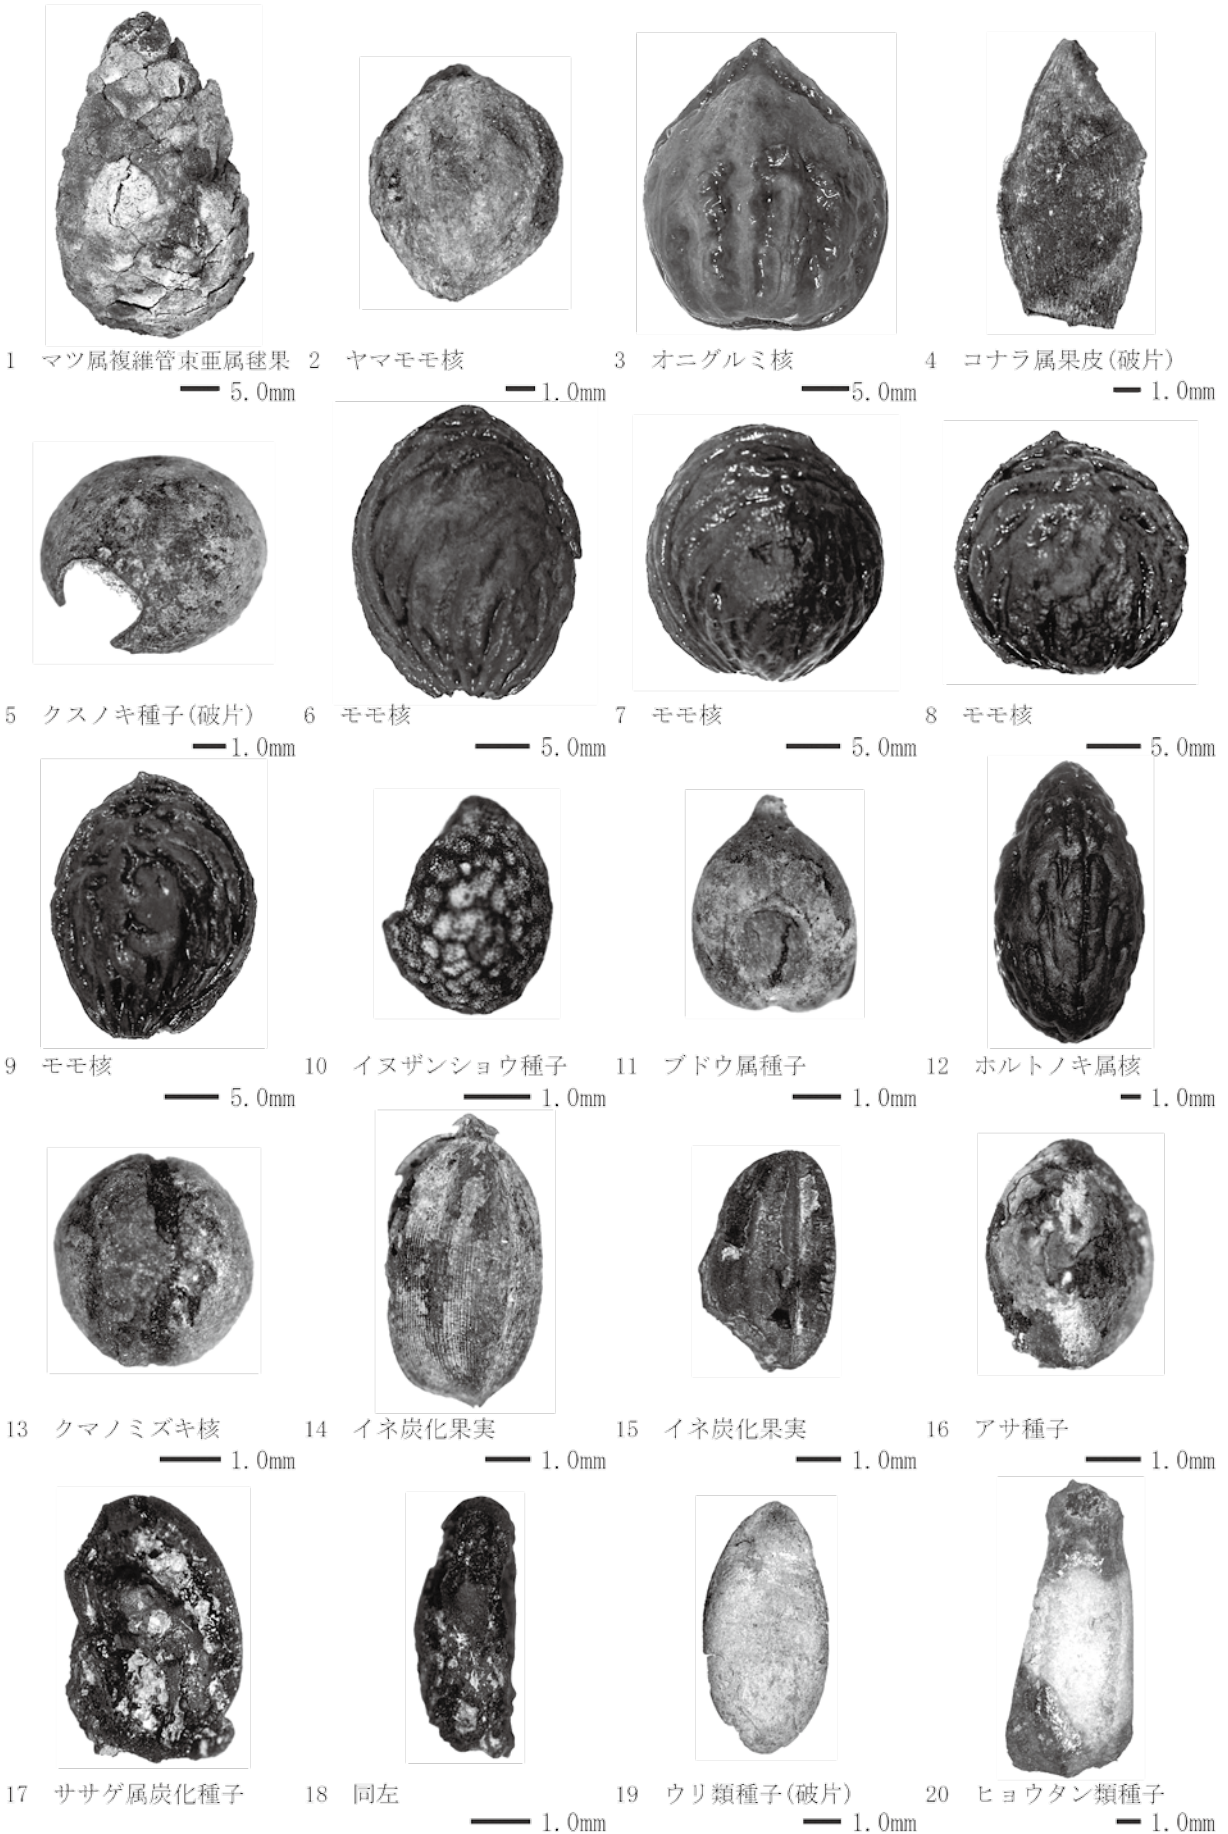 1 マツ属複維管束亜属毬果
5.0mm
2 ヤマモモ核
1.0mm
3 オニグルミ核
5.0mm
4 コナラ属果皮(破片)
1.0mm
5 クスノキ種子(破片)
1.0mm
6 モモ核
5.0mm
7 モモ核
5.0mm
8 モモ核
5.0mm
9 モモ核
5.0mm
10 イヌザンショウ種子
1.0mm
11 ブドウ属種子
1.0mm
12 ホルトノキ属核
1.0mm
13 クマノミズキ核
1.0mm
14 イネ炭化果実
1.0mm
15 イネ炭化果実
1.0mm
16 アサ種子
1.0mm
17 ササゲ属炭化種子
18 同左
1.0mm
19 ウリ類種子(破片)
1.0mm
20 ヒョウタン類種子
1.0mm